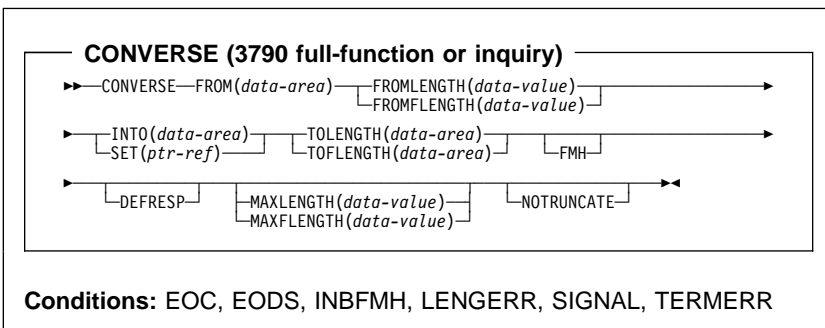 CONVERSE (3790 full-function or inquiry)
CONVERSE FROM(data-area) FROMLENGTH(data-value)
FROMFLENGTH(data-value)
INTO(data-area) TOLENGTH(data-area)
SET(ptr-ref) TOFLENGTH(data-area) FMH
DEFRESP MAXLENGTH(data-value) NOTRUNCATE
MAXFLENGTH(data-value)
Conditions: EOC, EODS, INBFMH, LENGERR, SIGNAL, TERMERR